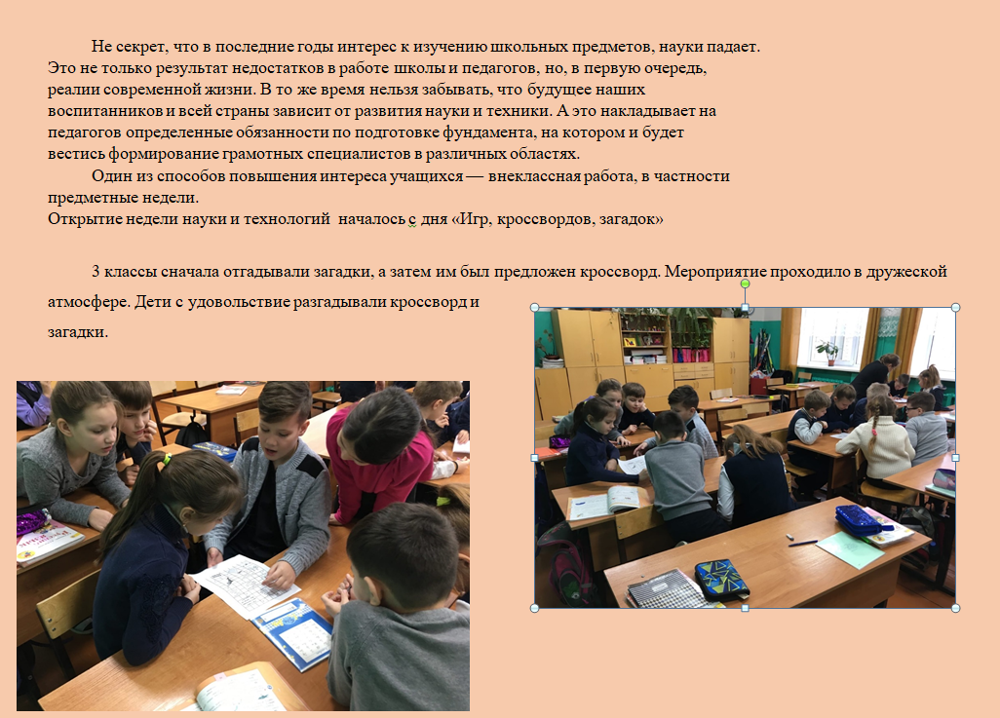 Не секрет, что в последние годы интерес к изучению школьных предметов, науки падает.
Это не только результат недостатков в работе школы и педагогов, но, в первую очередь,
реалии современной жизни. В то же время нельзя забывать, что будущее наших
воспитанников и всей страны зависит от развития науки и техники. А это накладывает на
педагогов определенные обязанности по подготовке фундамента, на котором и будет
вестись формирование грамотных специалистов в различных областях.
Один из способов повышения интереса учащихся — внеклассная работа, в частности
предметные недели.
Открытие недели науки и технологий началось с дня «Игр, кроссвордов, загадок»
3 классы сначала отгадывали загадки, а затем им был предложен кроссворд. Мероприятие проходило в дружеской
атмосфере. Дети с удовольствие разгадывали кроссворд и
загадки.